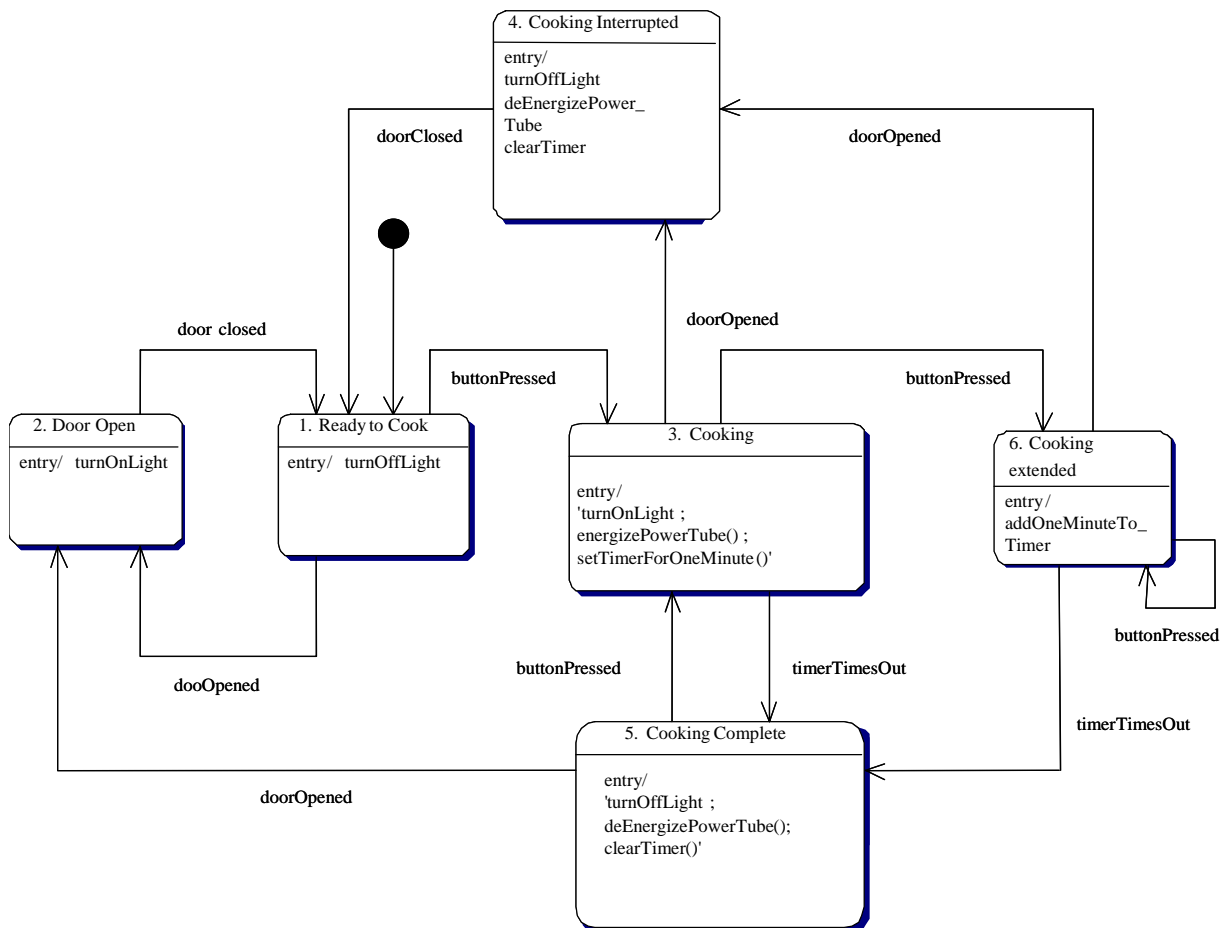 4. Cooking Interrupted
entry/
turnOffLight
deEnergizePower_
Tube
clearTimer
doorClosed
doorOpened
doorOpened
door closed
buttonPressed
buttonPressed
2. Door Open
entry/ turnOnLight
1. Ready to Cook
entry/ turnOffLight
3. Cooking
entry/
'turnOnLight ;
energizePowerTube() ;
setTimerForOneMinute()'
6. Cooking
extended
entry/
addOneMinuteTo_
Timer
buttonPressed
dooOpened
buttonPressed
timerTimesOut
timerTimesOut
5. Cooking Complete
entry/
'turnOffLight ;
deEnergizePowerTube();
clearTimer()'
doorOpened